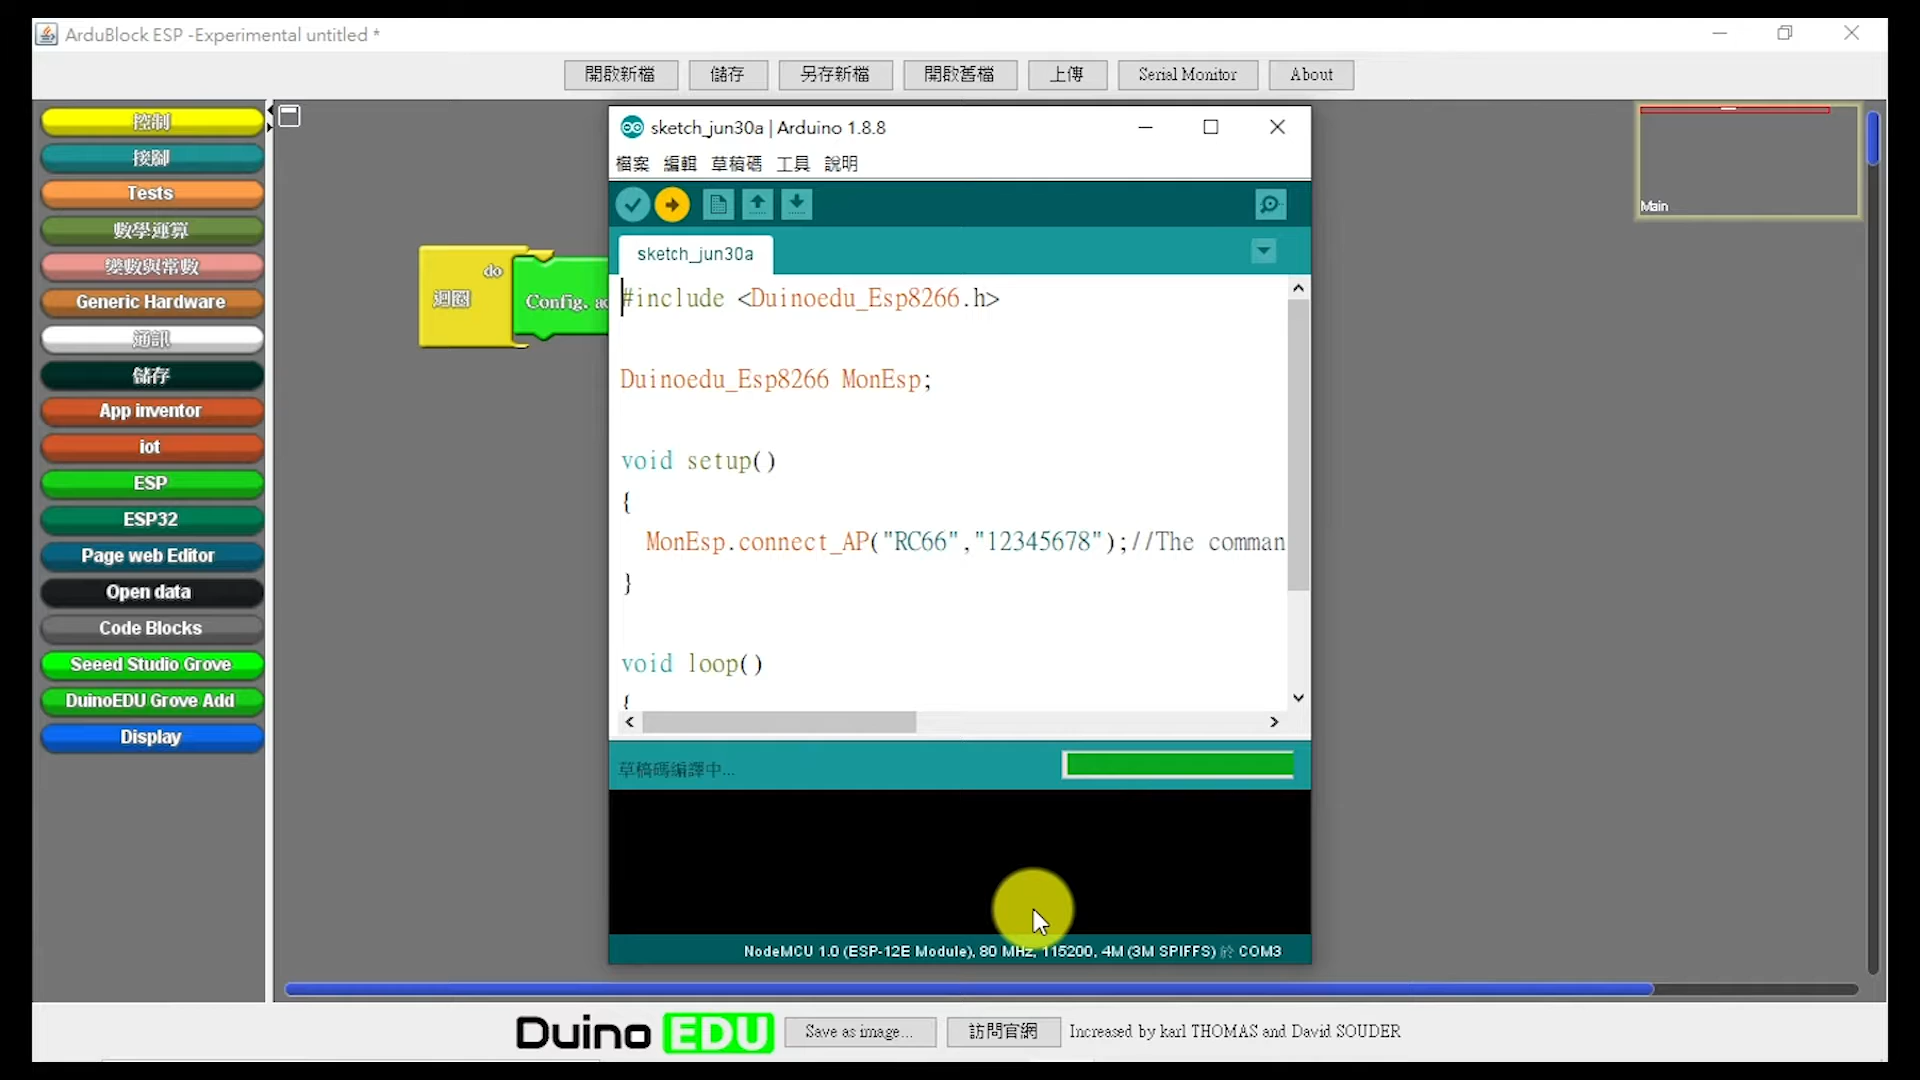 ArduBlock ESP -Experimental untitled *
開啟新檔 儲存 另存新檔 開啟舊檔 上傳 Serial Monitor About
控制
接腳
Tests
數學運算
變數與常數
Generic Hardware
通訊
儲存
App inventor
iot
ESP
ESP32
Page web Editor
Open data
Code Blocks
Seeed Studio Grove
DuinoEDU Grove Add
Display
do
迴圈
Config.
sketch_jun30a | Arduino 1.8.8
檔案 編輯 草稿碼 工具 說明
sketch_jun30a
#include <Duinoedu_Esp8266.h>
Duinoedu_Esp8266 MonEsp;
void setup()
{
MonEsp.connect_AP("RC66","12345678");//The comman
}
void loop()
{
草稿碼編譯中...
NodeMCU 1.0 (ESP-12E Module), 80 MHz, 115200, 4M (3M SPIFFS) 於 COM3
Main
Duino EDU Save as image... 訪問官網 Increased by karl THOMAS and David SOUDER